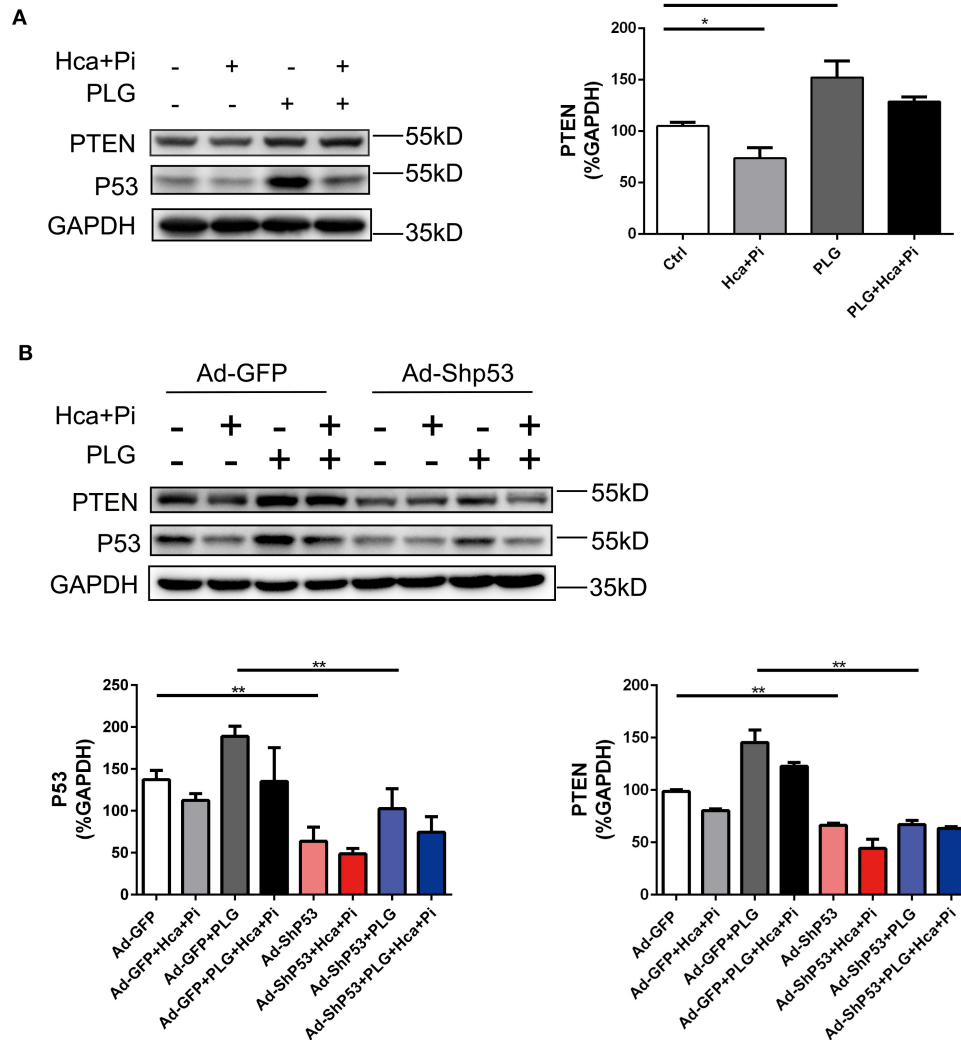 A
Hca+Pi - + - +
PLG - - + +
PTEN 55kD
P53 55kD
GAPDH 35kD
*
200
150
100
50
0
PTEN
(%GAPDH)
Ctrl
Hca+Pi
PLG
PLG+Hca+Pi
B
Ad-GFP Ad-Shp53
Hca+Pi - + - + - + - +
PLG - - + + - - + +
PTEN 55kD
P53 55kD
GAPDH 35kD
**
**
250
200
150
100
50
0
P53
(%GAPDH)
Ad-GFP
Ad-GFP+Hca+Pi
Ad-GFP+PLG
Ad-GFP+PLG+Hca+Pi
Ad-ShP53
Ad-ShP53+Hca+Pi
Ad-ShP53+PLG
Ad-ShP53+PLG+Hca+Pi
**
**
200
150
100
50
0
PTEN
(%GAPDH)
Ad-GFP
Ad-GFP+Hca+Pi
Ad-GFP+PLG
Ad-GFP+PLG+Hca+Pi
Ad-ShP53
Ad-ShP53+Hca+Pi
Ad-ShP53+PLG
Ad-ShP53+PLG+Hca+Pi